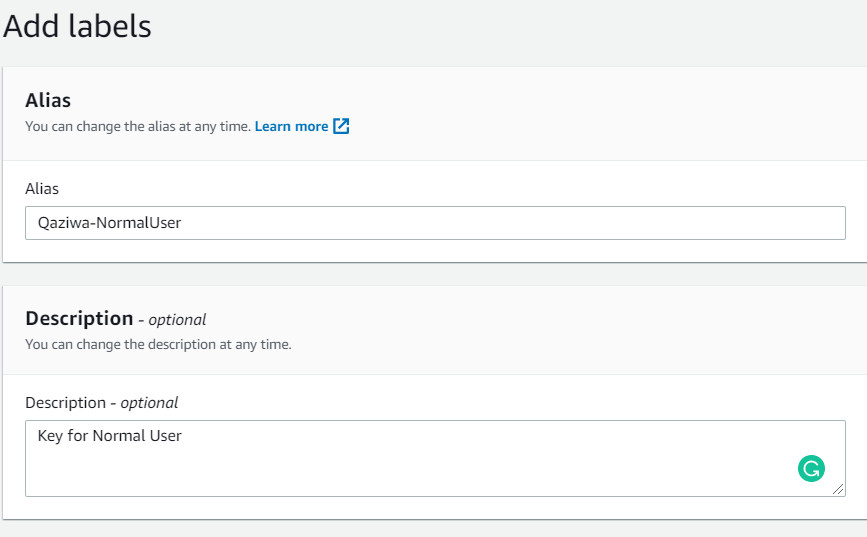 Add labels
Alias
You can change the alias at any time. Learn more
Alias
Qaziwa-NormalUser
Description - optional
You can change the description at any time.
Description - optional
Key for Normal User